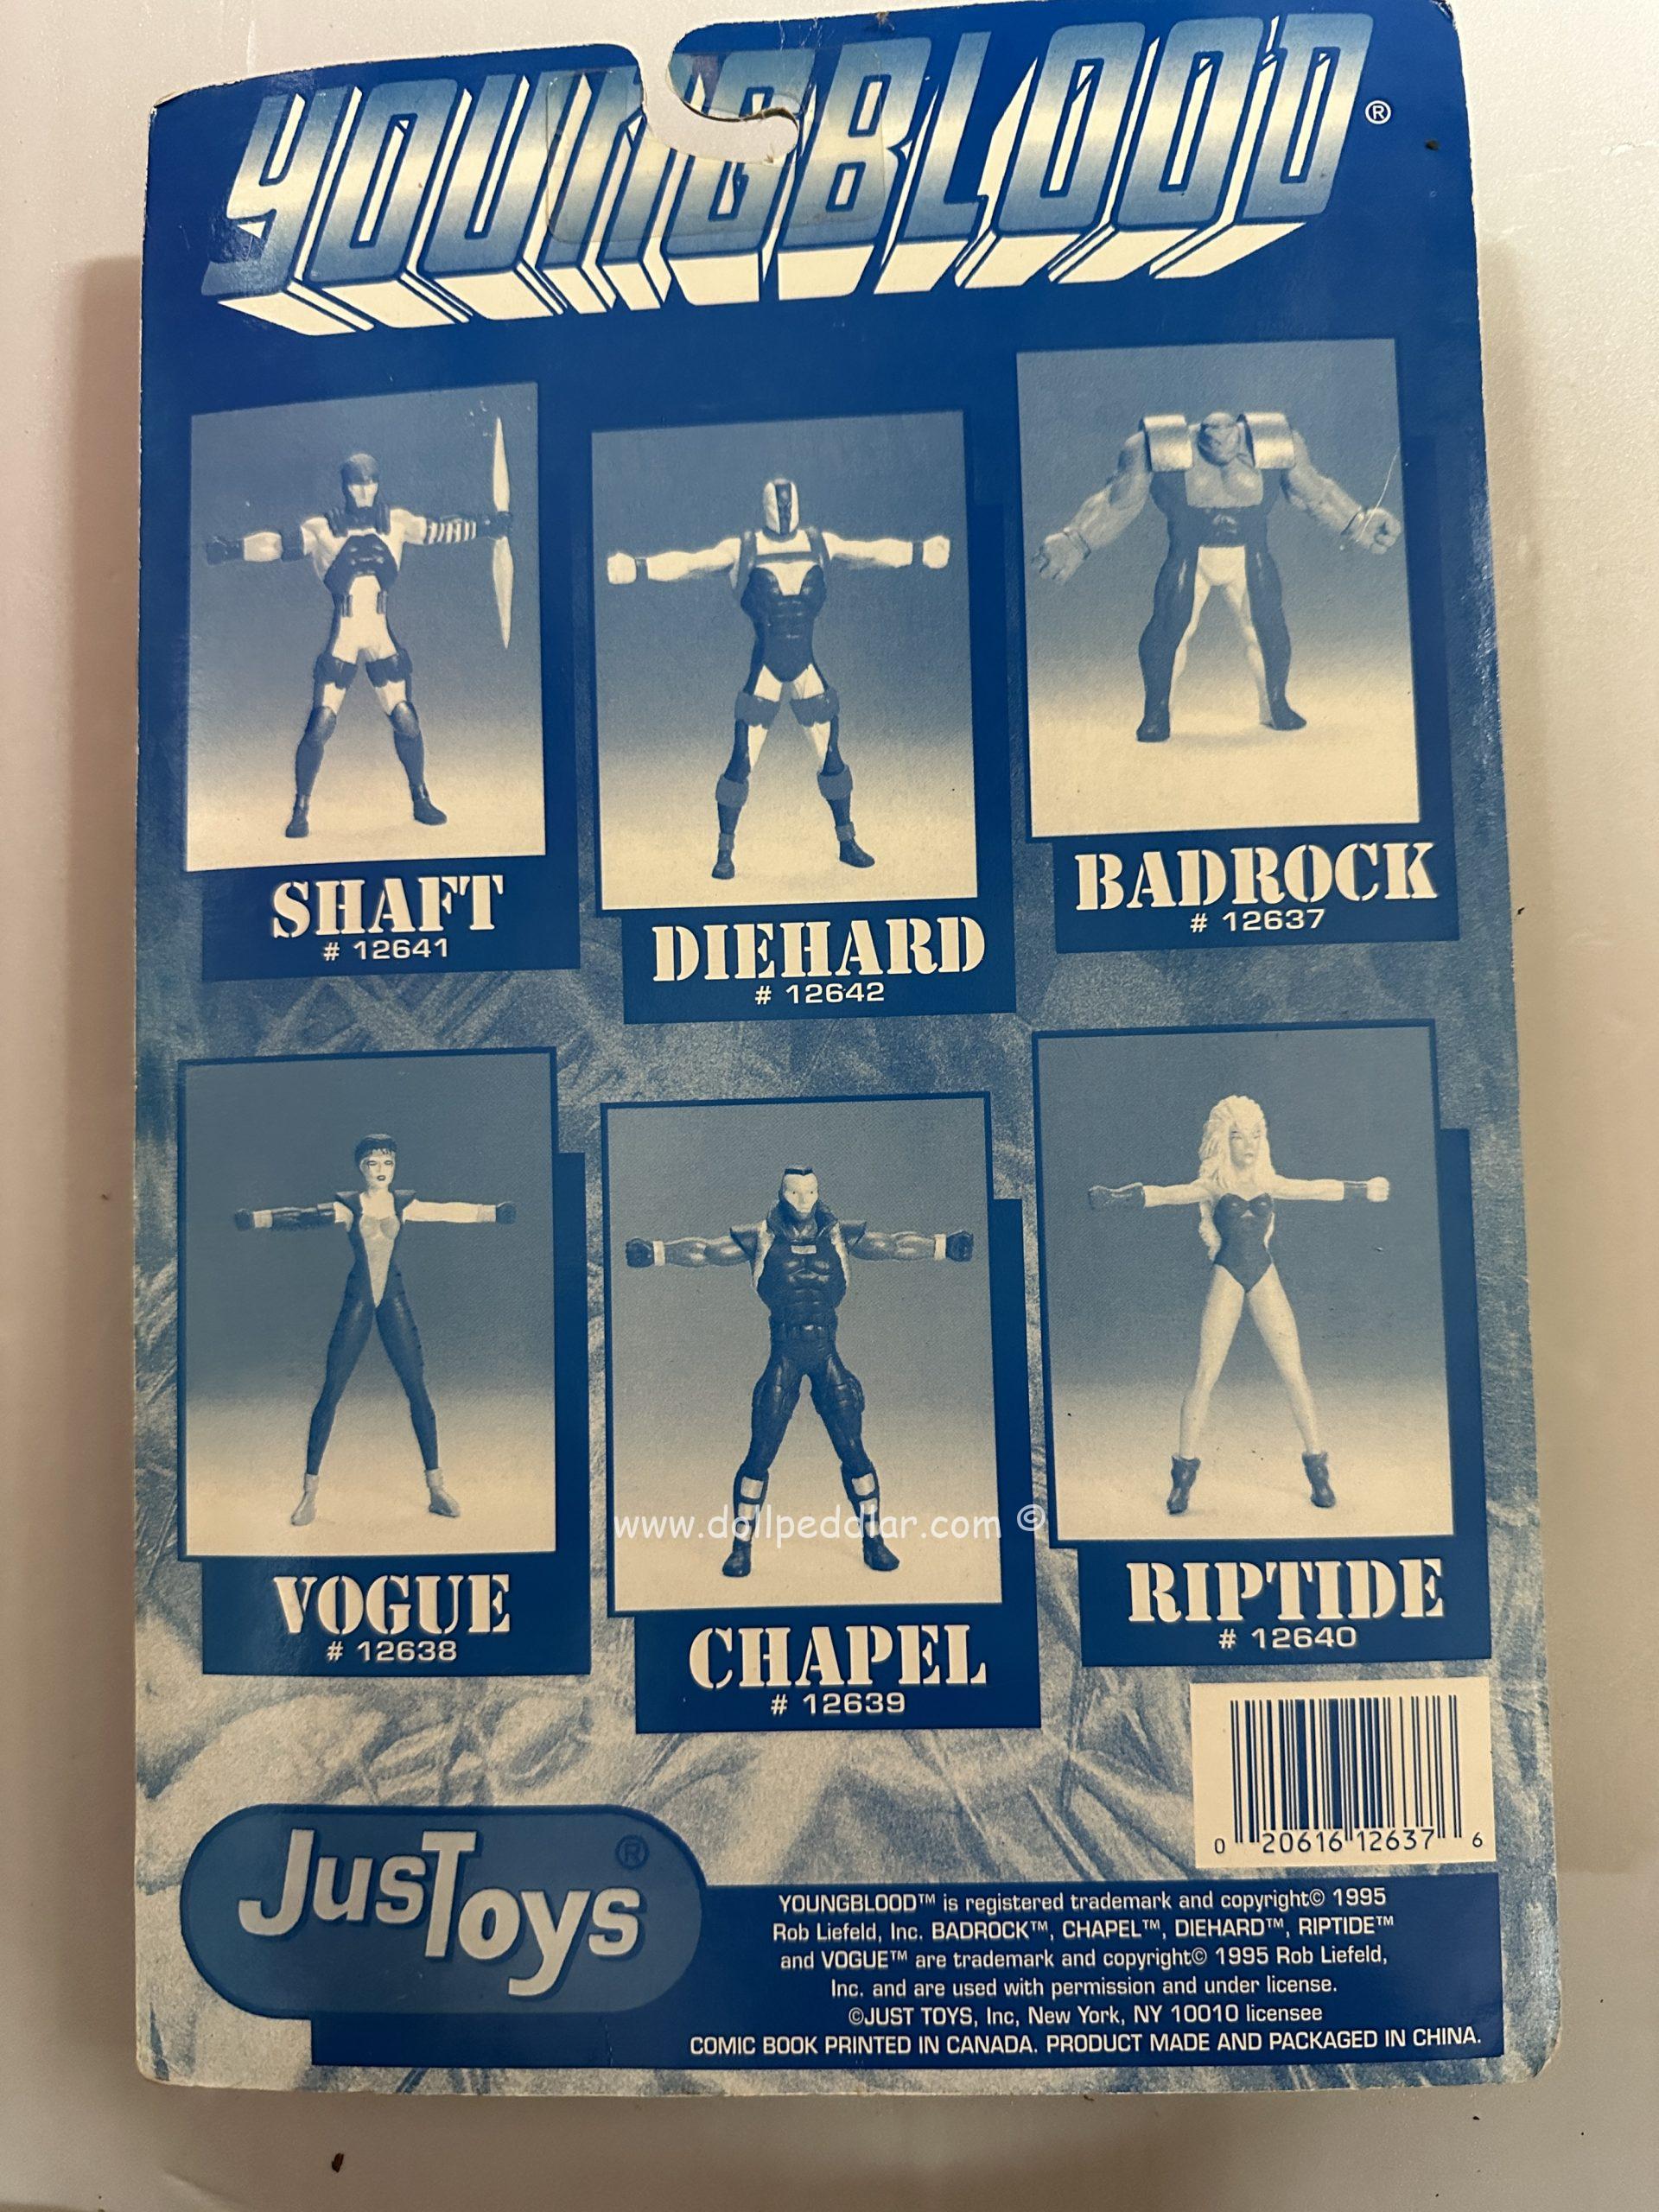 YOUNGBLOOD®
SHAFT
# 12641
DIEHARD
# 12642
BADROCK
# 12637
VOGUE
# 12638
CHAPEL
# 12639
RIPTIDE
# 12640
www.dollpeddlar.com ©
0 20616 12637 6
JusToys®
YOUNGBLOOD™ is registered trademark and copyright© 1995
Rob Liefeld, Inc. BADROCK™, CHAPEL™, DIEHARD™, RIPTIDE™
and VOGUE™ are trademark and copyright© 1995 Rob Liefeld,
Inc. and are used with permission and under license.
©JUST TOYS, Inc, New York, NY 10010 licensee
COMIC BOOK PRINTED IN CANADA. PRODUCT MADE AND PACKAGED IN CHINA.